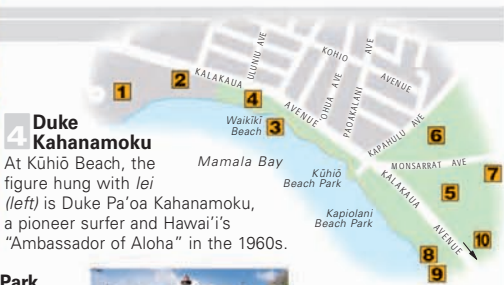 KOHIO
AVE
ULUNIU AVE
1
2
KALAKAUA
4
AVENUE
'OHUA AVE
PAOAKALANI
AVENUE
KAPAHULU AVE
Waikīkī
Beach
3
6
4
Duke
Kahanamoku
At Kūhiō Beach, the
figure hung with lei
(left) is Duke Pa'oa Kahanamoku,
a pioneer surfer and Hawai'i's
"Ambassador of Aloha" in the 1960s.
Mamala Bay
Kūhiō
Beach Park
MONSARRAT AVE
7
KALAKAUA
AVENUE
5
Kapiolani
Beach Park
10
8
9
Park